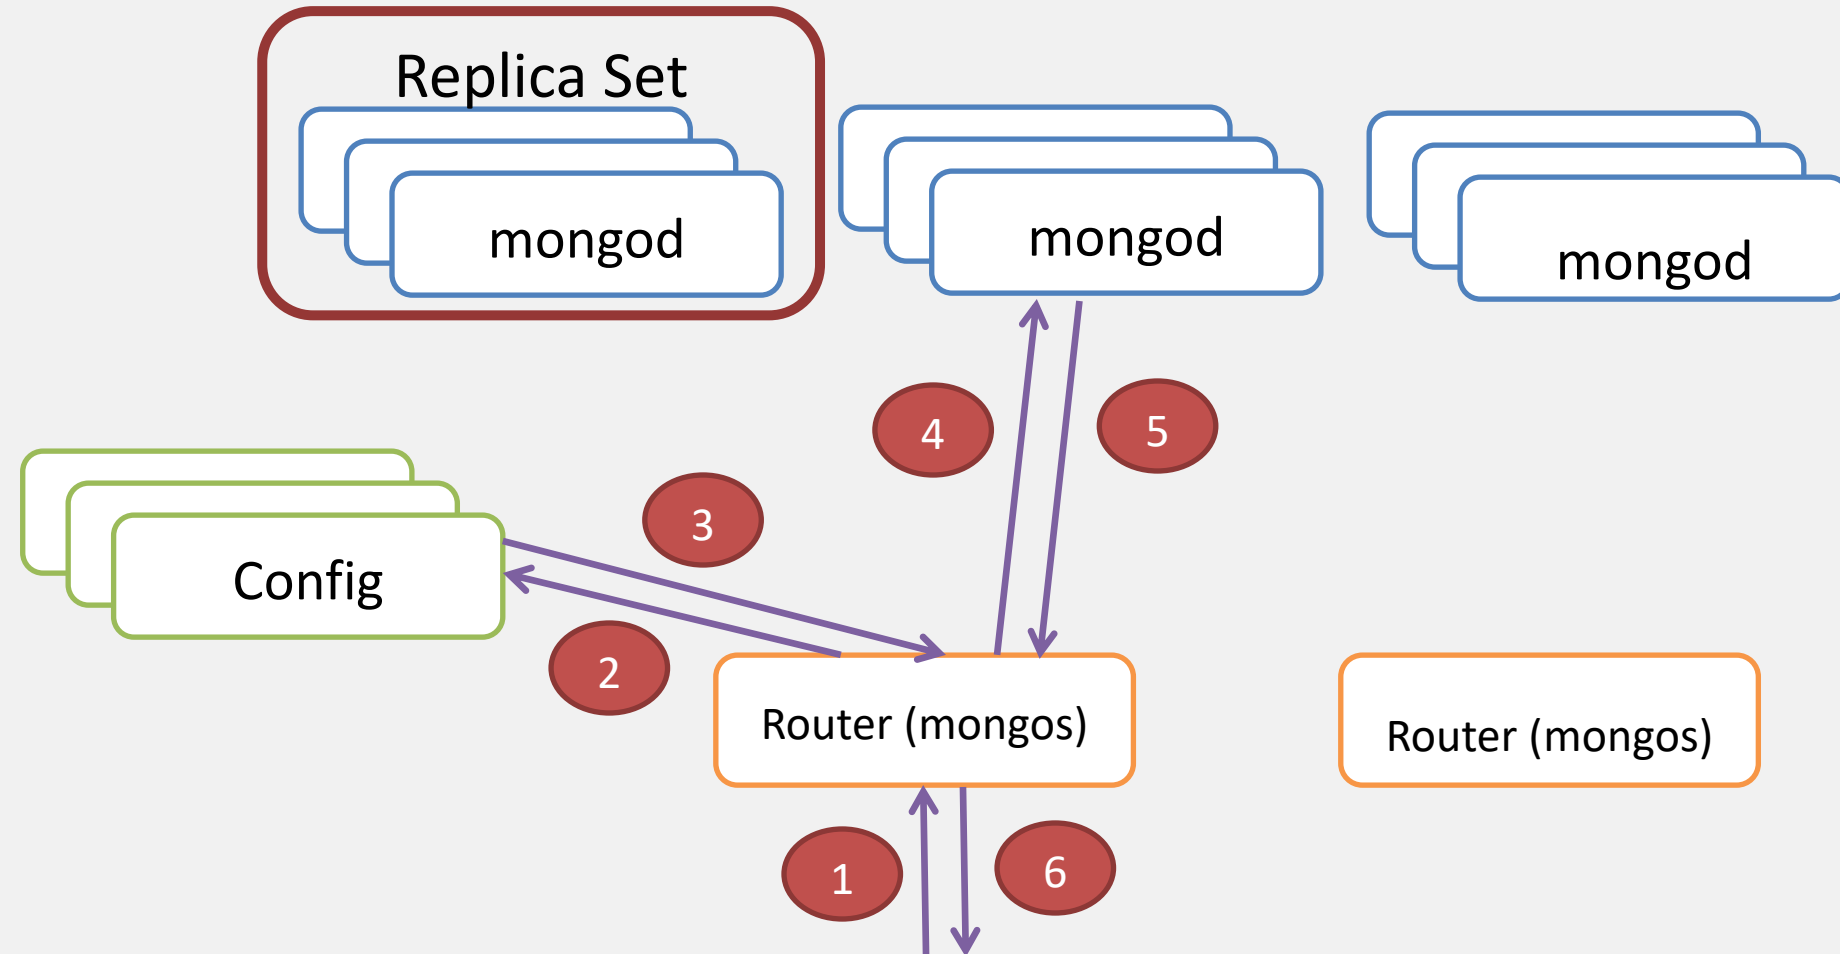 Replica Set
mongod
mongod
mongod
4
5
3
Config
2
Router (mongos)
Router (mongos)
1
6